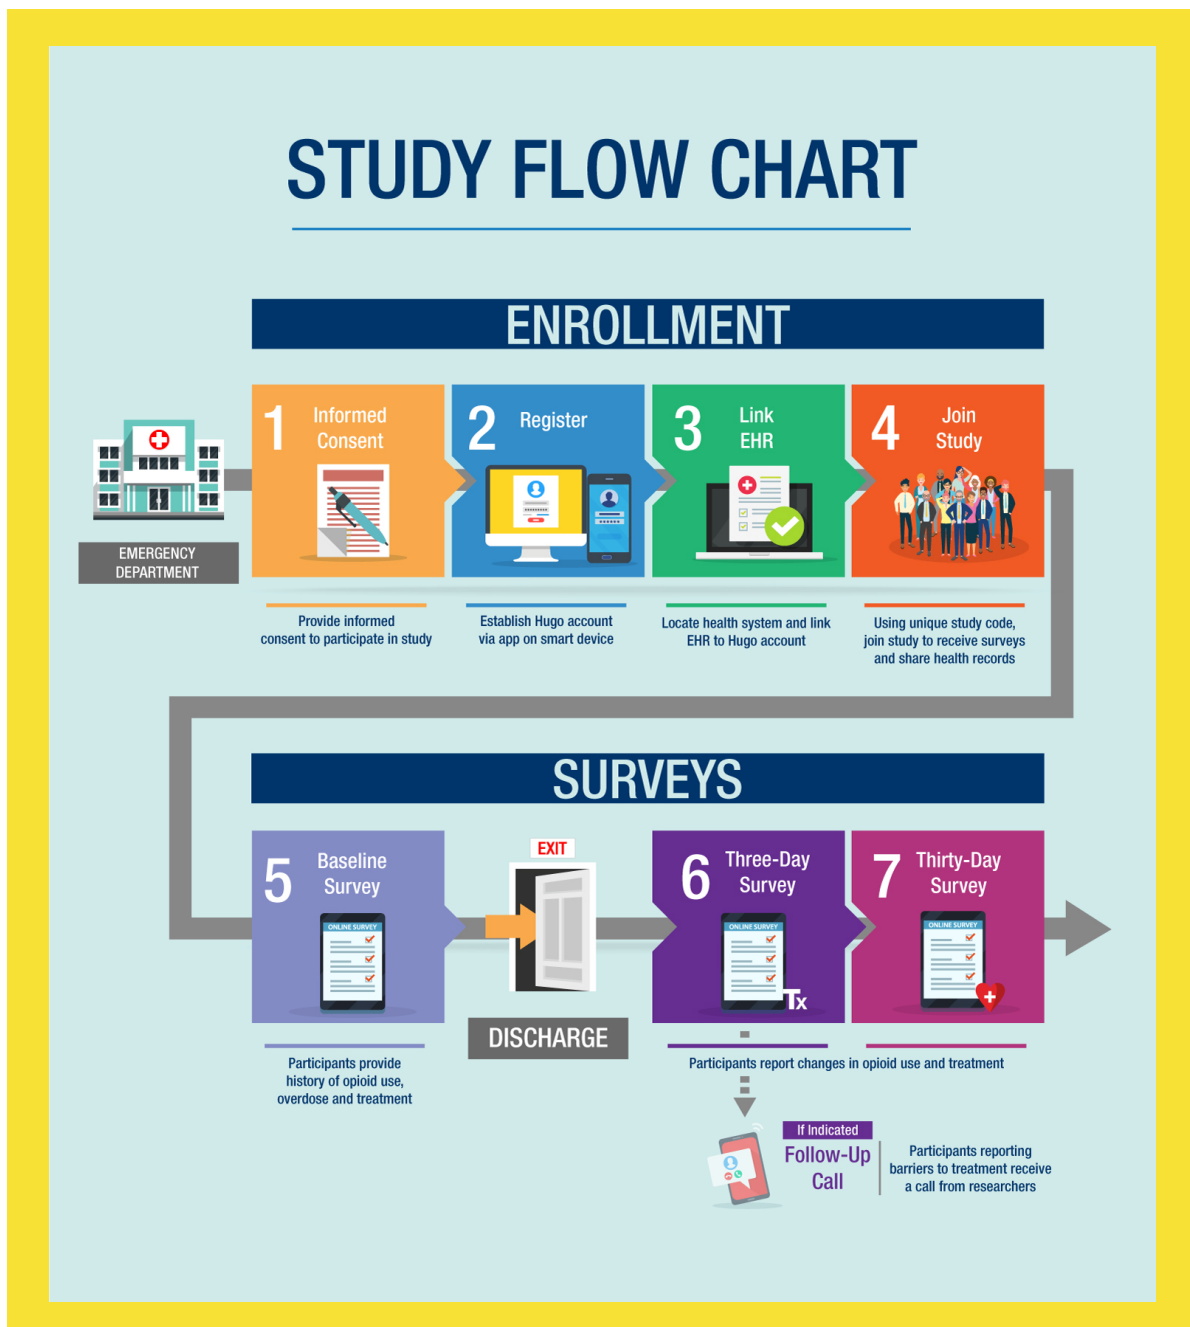 STUDY FLOW CHART
ENROLLMENT
EMERGENCY
DEPARTMENT
1
Informed
Consent
2
Register
3
Link
EHR
4
Join
Study
Provide informed
consent to participate in study
Establish Hugo account
via app on smart device
Locate health system and link
EHR to Hugo account
Using unique study code,
join study to receive surveys
and share health records
SURVEYS
5
Baseline
Survey
ONLINE SURVEY
EXIT
DISCHARGE
6
Three-Day
Survey
ONLINE SURVEY
Tx
7
Thirty-Day
Survey
ONLINE SURVEY
Participants provide
history of opioid use,
overdose and treatment
Participants report changes in opioid use and treatment
If Indicated
Follow-Up
Call
Participants reporting
barriers to treatment receive
a call from researchers